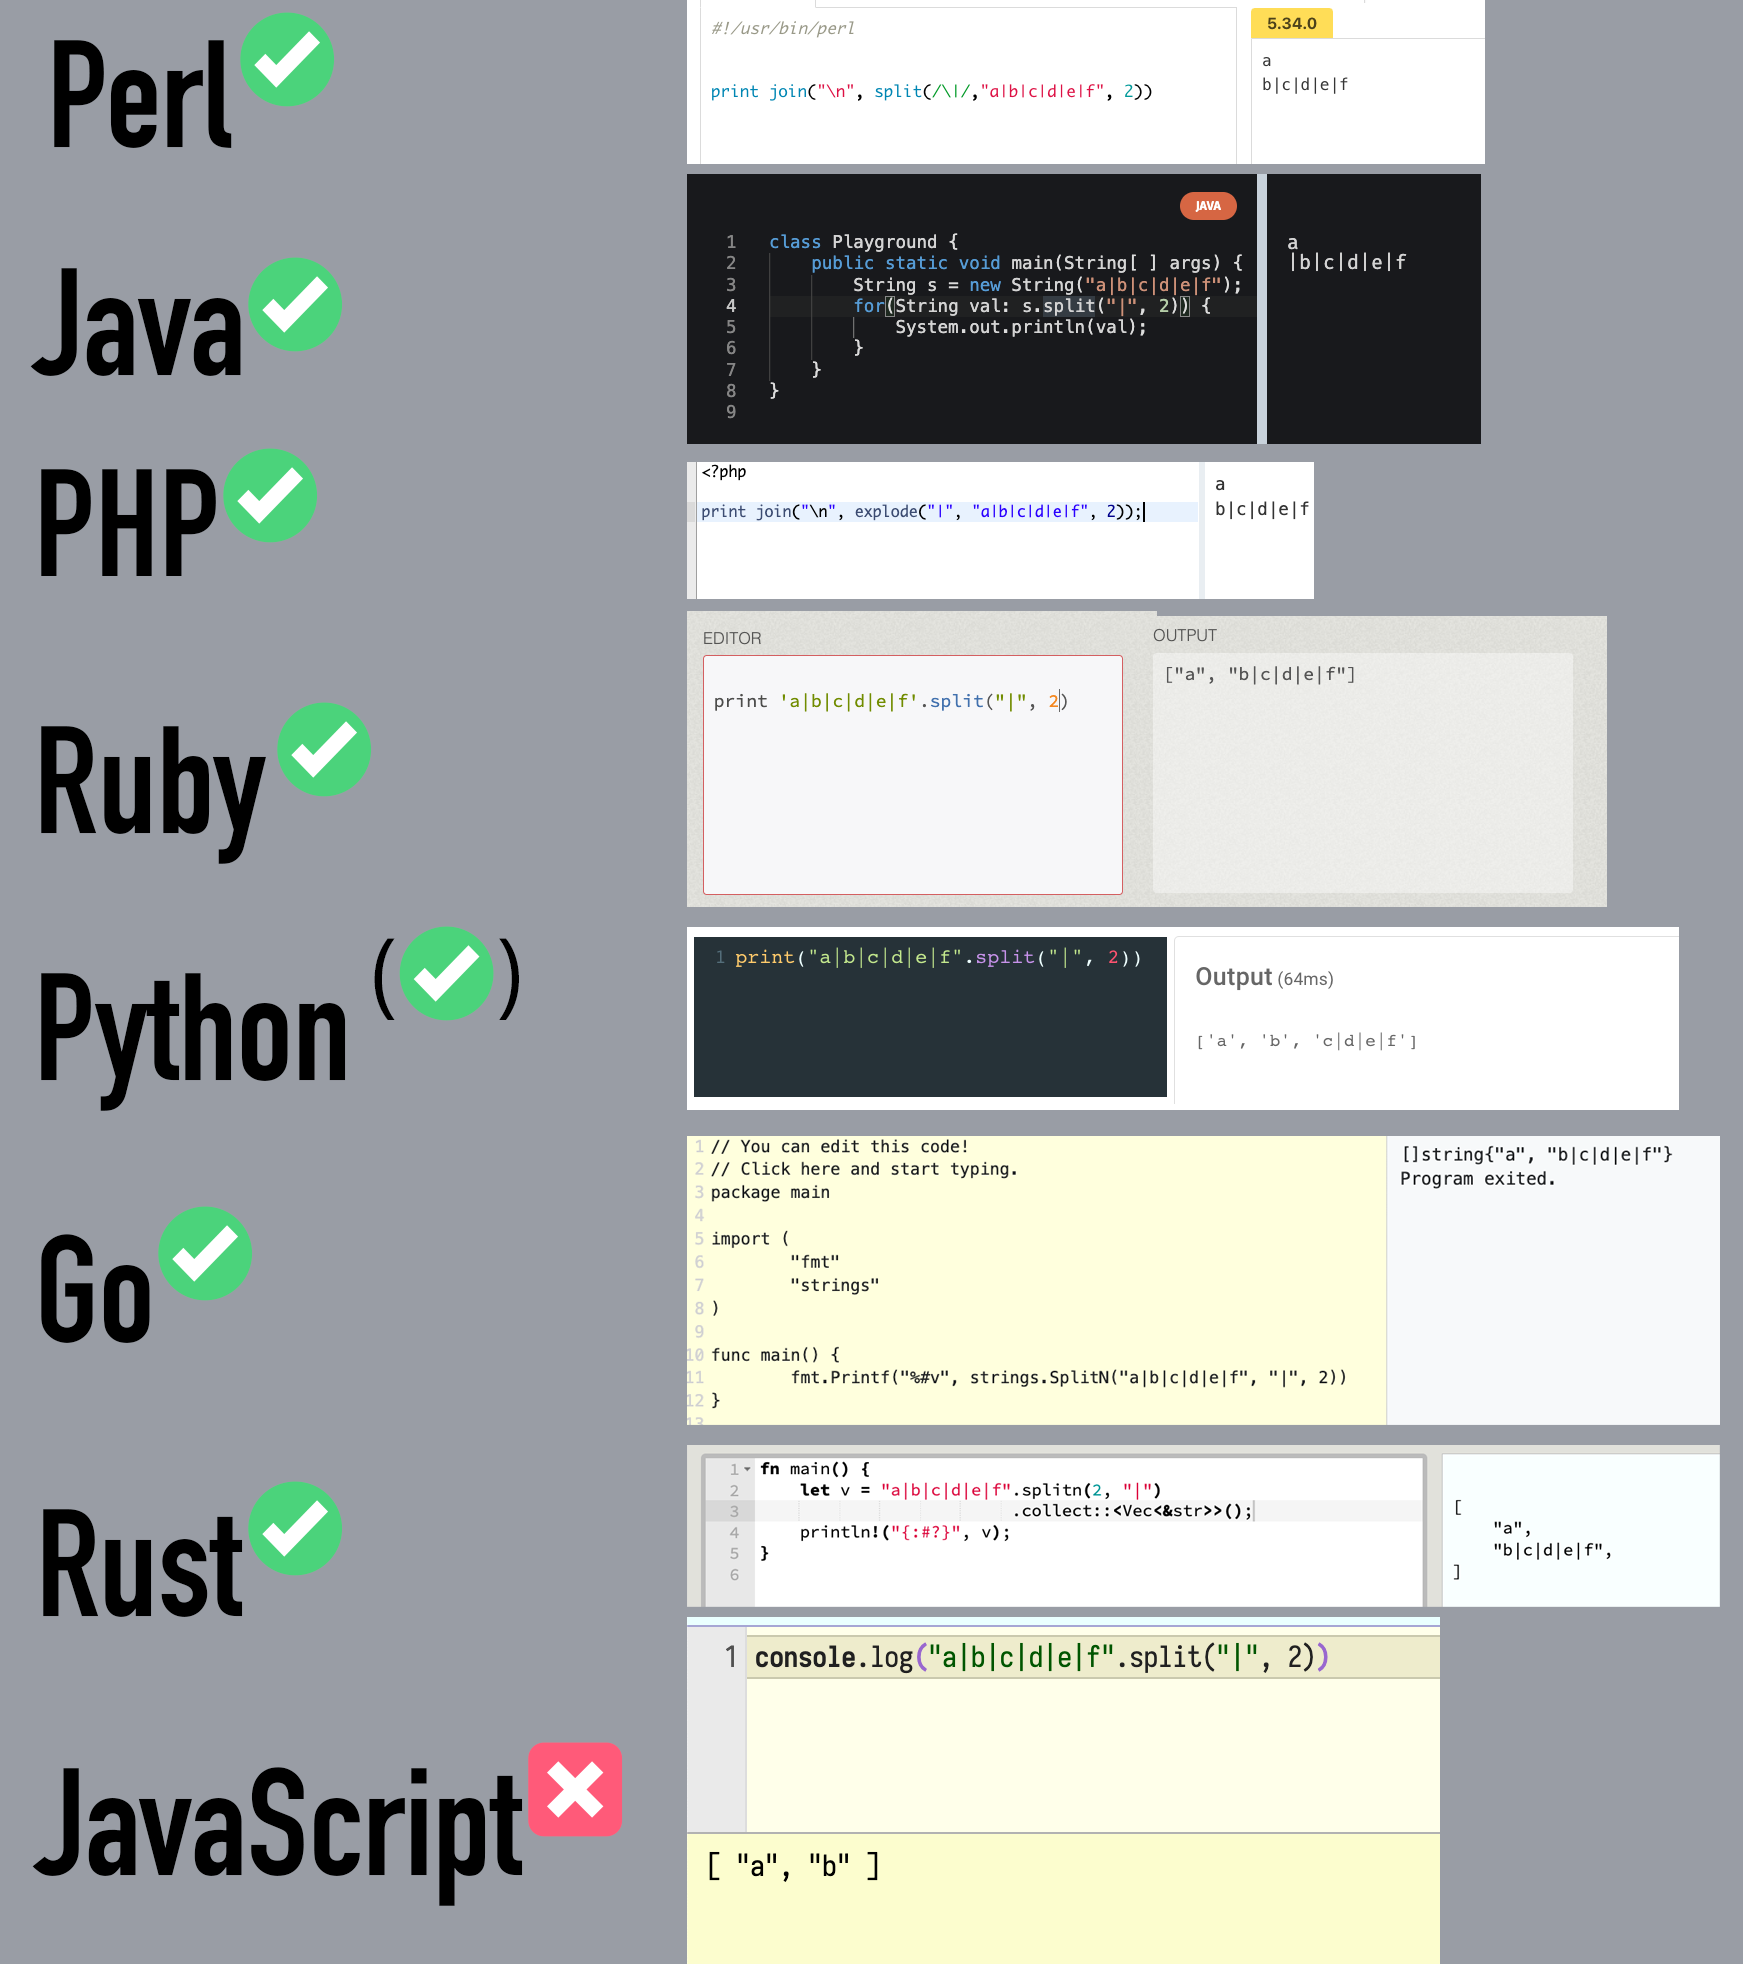 Perl
#!/usr/bin/perl
print join("\n", split(/\|/,"a|b|c|d|e|f", 2))
5.34.0
a
b|c|d|e|f
Java
JAVA
1 class Playground {
2 public static void main(String[ ] args) {
3 String s = new String("a|b|c|d|e|f");
4 for(String val: s.split("|", 2)) {
5 System.out.println(val);
6 }
7 }
8 }
9
a
|b|c|d|e|f
PHP
<?php
print join("\n", explode("|", "a|b|c|d|e|f", 2));
a
b|c|d|e|f
Ruby
EDITOR
print 'a|b|c|d|e|f'.split("|", 2)
OUTPUT
["a", "b|c|d|e|f"]
Python ( )
1 print("a|b|c|d|e|f".split("|", 2))
Output (64ms)
['a', 'b', 'c|d|e|f']
Go
1 // You can edit this code!
2 // Click here and start typing.
3 package main
4
5 import (
6 "fmt"
7 "strings"
8 )
9
10 func main() {
11 fmt.Printf("%#v", strings.SplitN("a|b|c|d|e|f", "|", 2))
12 }
13
[]string{"a", "b|c|d|e|f"}
Program exited.
Rust
1 fn main() {
2 let v = "a|b|c|d|e|f".splitn(2, "|")
3 .collect::<Vec<&str>>();
4 println!("{:#?}", v);
5 }
6
[
"a",
"b|c|d|e|f",
]
JavaScript
1 console.log("a|b|c|d|e|f".split("|", 2))
[ "a", "b" ]